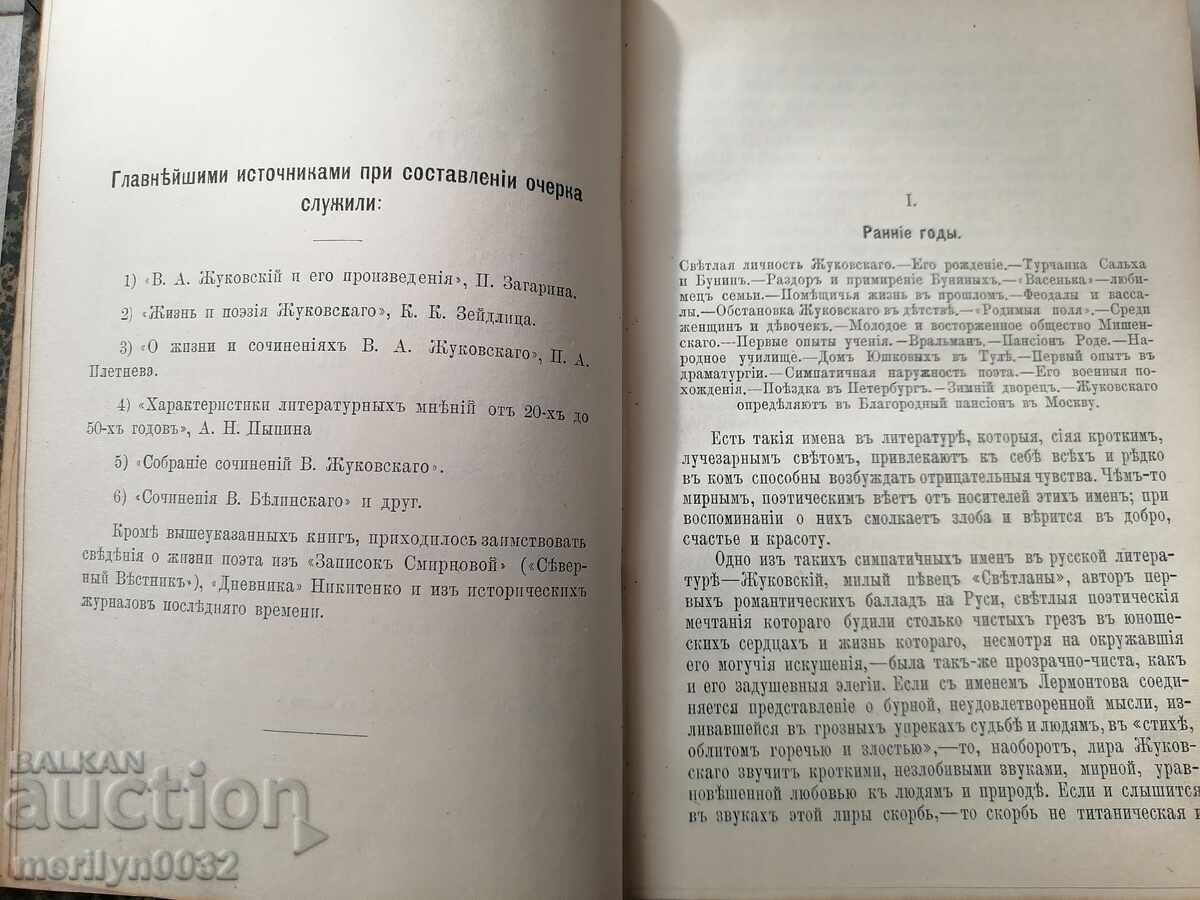 Главнѣйшими источниками при составленіи очерка
служили:
1) «В. А. Жуковскій и его произведенія», П. Загарина.
2) «Жизнь и поэзія Жуковскаго», К. К. Зейдлица.
3) «О жизни и сочиненіяхъ В. А. Жуковскаго», П. А.
Плетнева.
4) «Характеристики литературныхъ мнѣній отъ 20-хъ до
50-хъ годовъ», А. Н. Пыпина
5) «Собраніе сочиненій В. Жуковскаго».
6) «Сочиненія В. Бѣлинскаго» и друг.
Кромѣ вышеуказанныхъ книгъ, приходилось заимствовать
свѣдѣнія о жизни поэта изъ «Записокъ Смирновой» («Сѣвер-
ный Вѣстникъ»), «Дневника» Никитенко и изъ историческихъ
журналовъ послѣдняго времени.
I.
Ранніе годы.
Свѣтлая личность Жуковскаго.—Его рожденіе.—Турчанка Сальха
и Бунинъ.—Раздоръ и примиреніе Буниныхъ.—«Васенька»—люби-
мецъ семьи.—Помѣщичья жизнь въ прошломъ.—Феодалы и васса-
лы.—Обстановка Жуковскаго въ дѣтствѣ.—«Родимыя поля».—Среди
женщинъ и дѣвочекъ.—Молодое и восторженное общество Мишен-
скаго.—Первые опыты ученія.—Вральманъ.—Пансіонъ Роде.—На-
родное училище.—Домъ Юшковыхъ въ Тулѣ.—Первый опытъ въ
драматургіи.—Симпатичная наружность поэта.—Его военныя по-
хожденія.—Поѣздка въ Петербургъ.—Зимній дворецъ.—Жуковскаго
опредѣляютъ въ Благородный пансіонъ въ Москву.
Есть такія имена въ литературѣ, которыя, сіяя кроткимъ,
лучезарнымъ свѣтомъ, привлекаютъ къ себѣ всѣхъ и рѣдко
въ комъ способны возбуждать отрицательныя чувства. Чѣмъ-то
мирнымъ, поэтическимъ вѣетъ отъ носителей этихъ именъ; при
воспоминаніи о нихъ смолкаетъ злоба и вѣрится въ добро,
счастье и красоту.
Одно изъ такихъ симпатичныхъ именъ въ русской литера-
турѣ—Жуковскій, милый пѣвецъ «Свѣтланы», авторъ пер-
выхъ романтическихъ балладъ на Руси, свѣтлыя поэтическія
мечтанія котораго будили столько чистыхъ грезъ въ юноше-
скихъ сердцахъ и жизнь котораго, несмотря на окружавшія
его могучія искушенія,—была такъ-же прозрачно-чиста, какъ
и его задушевныя элегіи. Если съ именемъ Лермонтова соеди-
няется представленіе о бурной, неудовлетворенной мысли, из-
ливавшейся въ грозныхъ упрекахъ судьбѣ и людямъ, въ «стихѣ,
облитомъ горечью и злостью»,—то, наоборотъ, лира Жуков-
скаго звучитъ кроткими, незлобивыми звуками, мирной, урав-
новѣшенной любовью къ людямъ и природѣ. Если и слышится
въ звукахъ этой лиры скорбь,—то скорбь не титаническая и
BALKAN
auction
merilyn0032